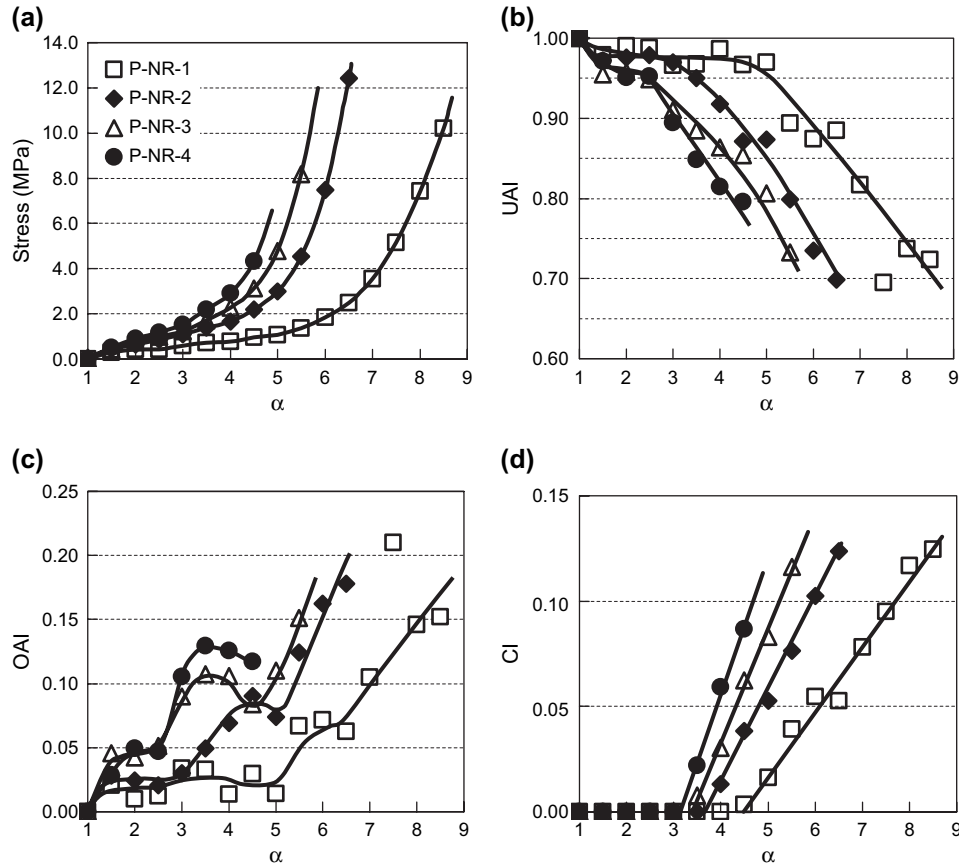 (a)
14.0
12.0
10.0
8.0
6.0
4.0
2.0
0.0
Stress (MPa)
P-NR-1
P-NR-2
P-NR-3
P-NR-4
1 2 3 4 5 6 7 8 9
α
(b)
1.00
0.90
0.80
0.70
0.60
UAI
1 2 3 4 5 6 7 8 9
α
(c)
0.25
0.20
0.15
0.10
0.05
0.00
OAI
1 2 3 4 5 6 7 8 9
α
(d)
0.15
0.10
0.05
0.00
CI
1 2 3 4 5 6 7 8 9
α